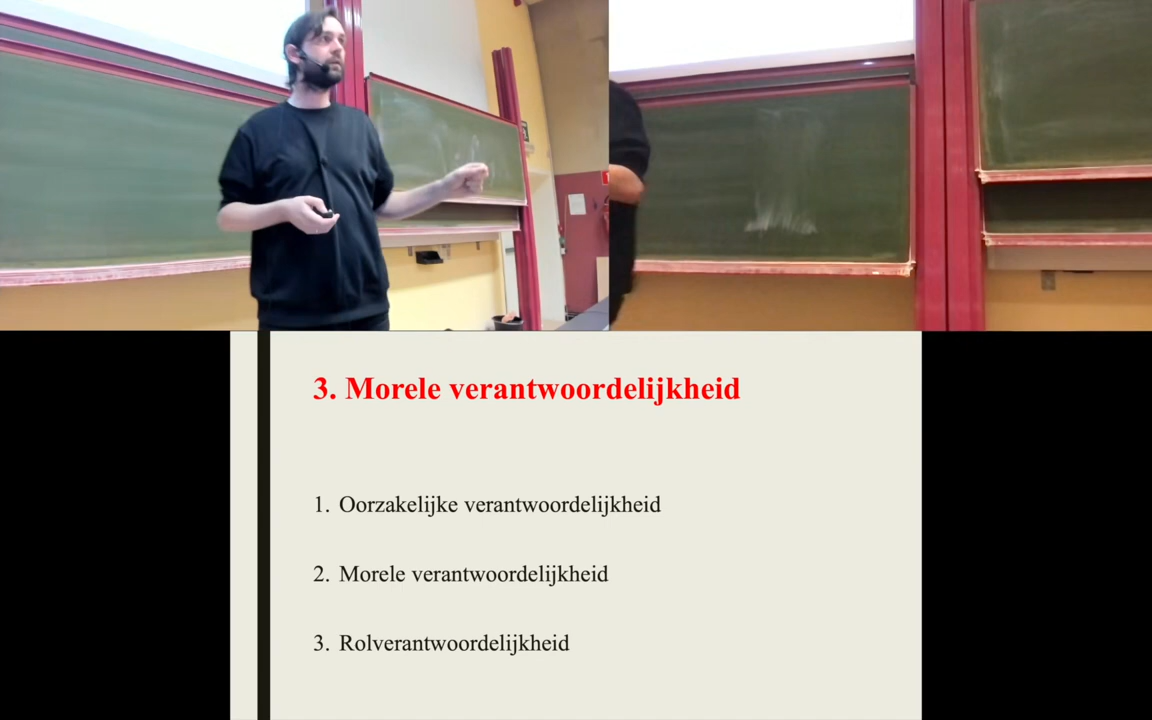 3. Morele verantwoordelijkheid
1. Oorzakelijke verantwoordelijkheid
2. Morele verantwoordelijkheid
3. Rolverantwoordelijkheid